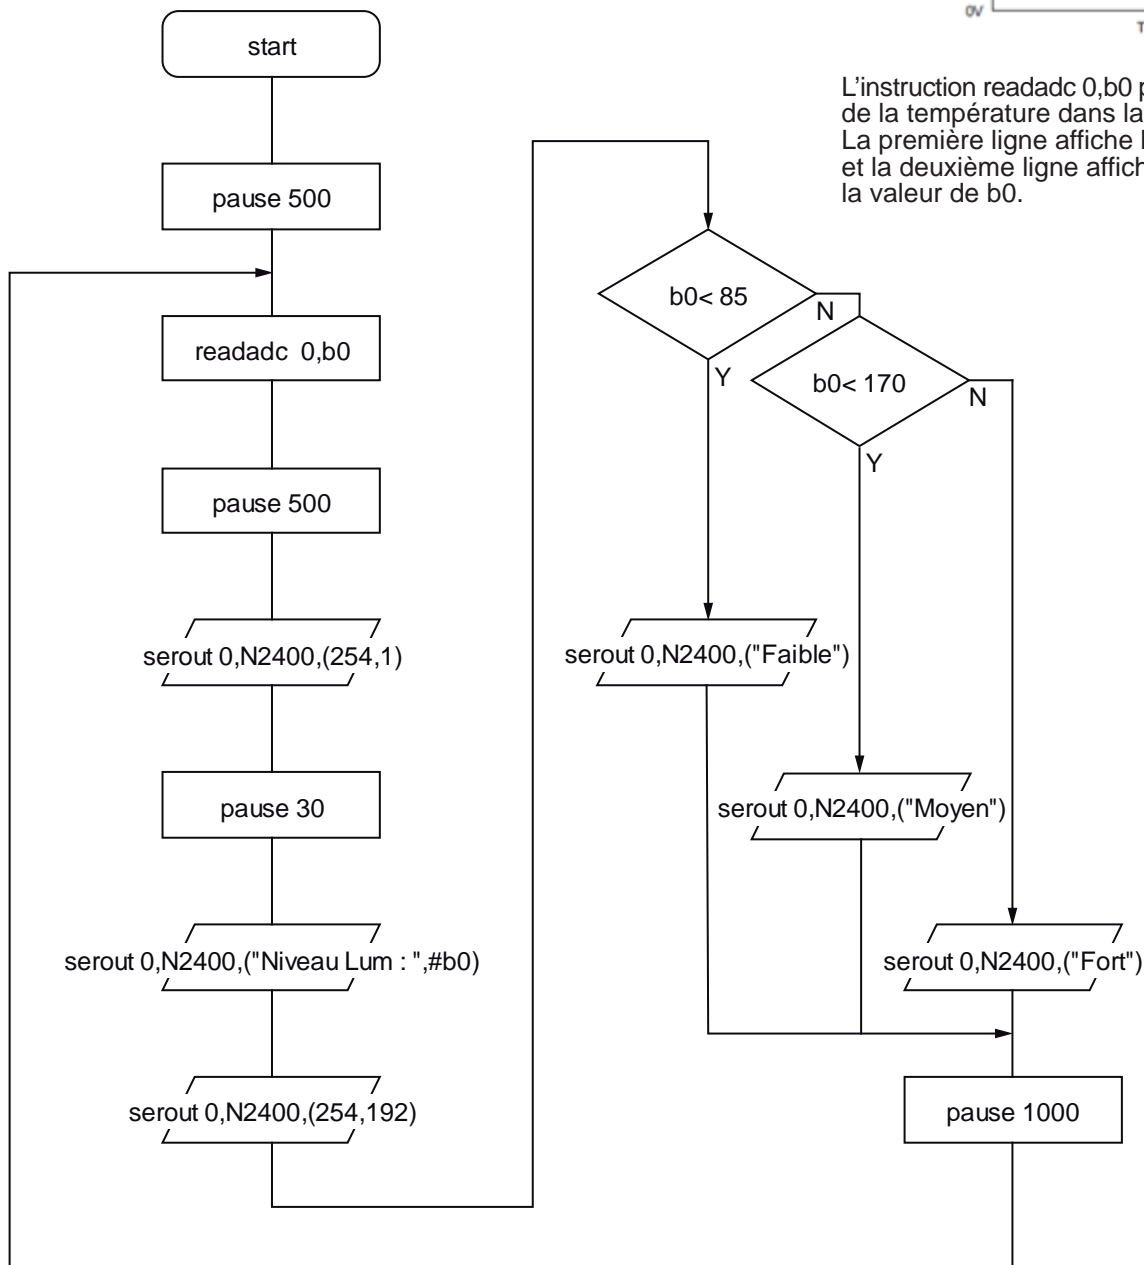 0V
T
L'instruction readadc 0,b0 p
de la température dans la
La première ligne affiche l
et la deuxième ligne affich
la valeur de b0.
start
pause 500
readadc 0,b0
pause 500
serout 0,N2400,(254,1)
pause 30
serout 0,N2400,("Niveau Lum : ",#b0)
serout 0,N2400,(254,192)
b0< 85
N
Y
b0< 170
N
Y
serout 0,N2400,("Faible")
serout 0,N2400,("Moyen")
serout 0,N2400,("Fort")
pause 1000